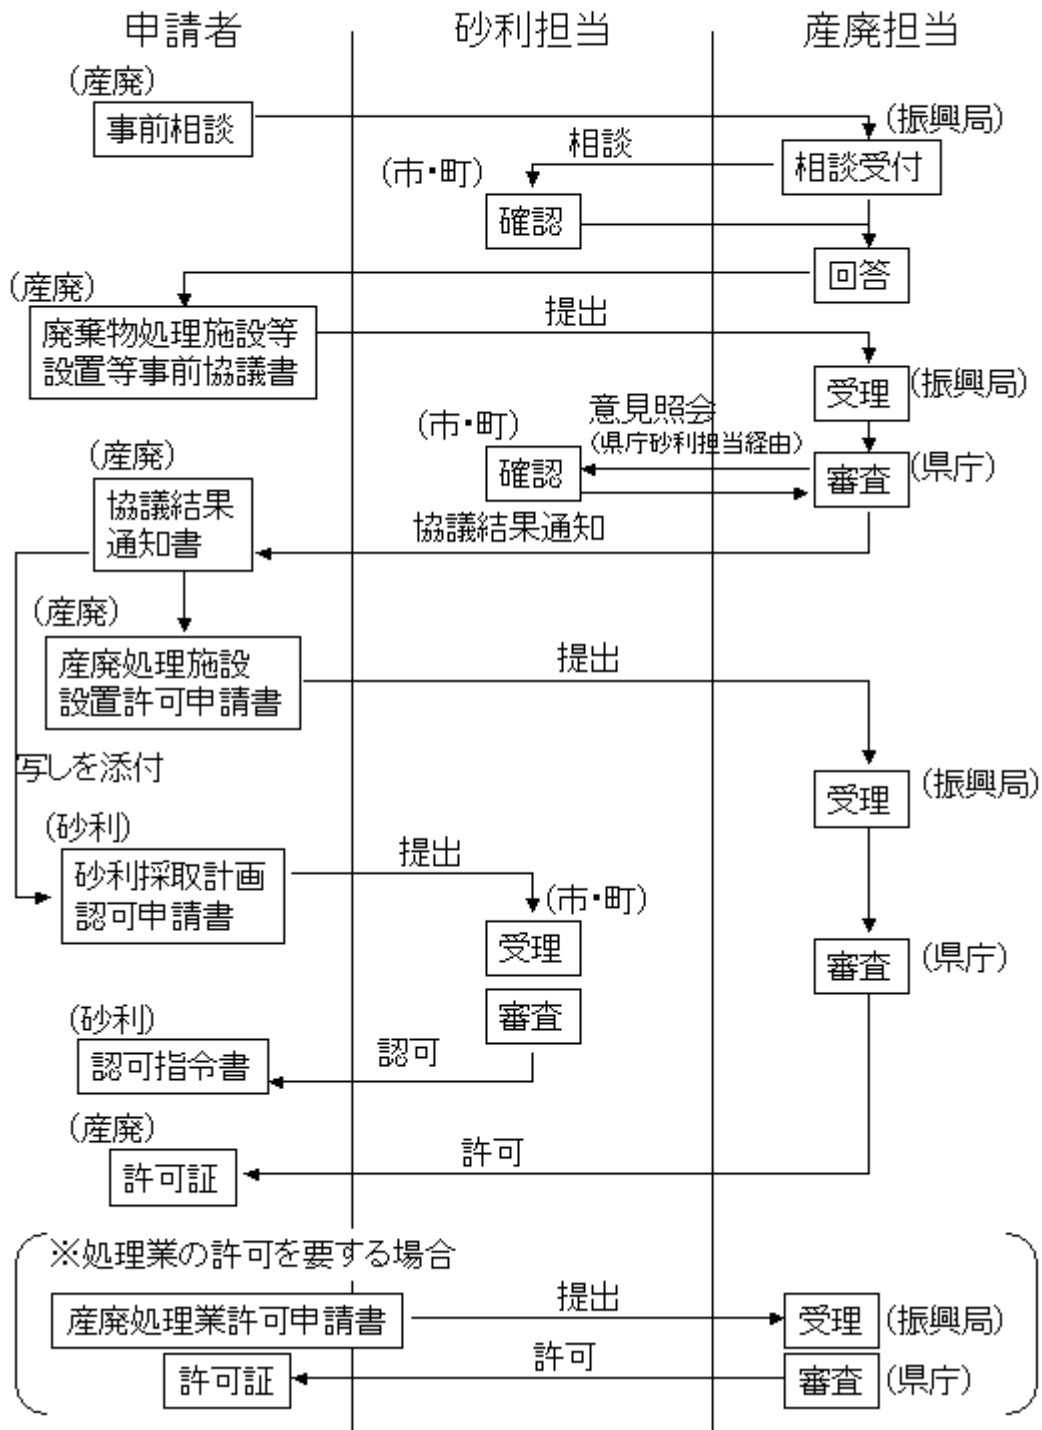 申請者
砂利担当
産廃担当
(産廃)
事前相談
(振興局)
相談
相談受付
(市・町)
確認
回答
(産廃)
提出
廃棄物処理施設等
設置等事前協議書
受理
(振興局)
意見照会
(県庁砂利担当経由)
(市・町)
確認
審査
(県庁)
(産廃)
協議結果
通知書
協議結果通知
(産廃)
産廃処理施設
設置許可申請書
提出
写しを添付
受理
(振興局)
(砂利)
砂利採取計画
認可申請書
提出
(市・町)
受理
審査
(県庁)
審査
(砂利)
認可指令書
認可
(産廃)
許可証
許可
※処理業の許可を要する場合
産廃処理業許可申請書
提出
受理
(振興局)
許可証
許可
審査
(県庁)